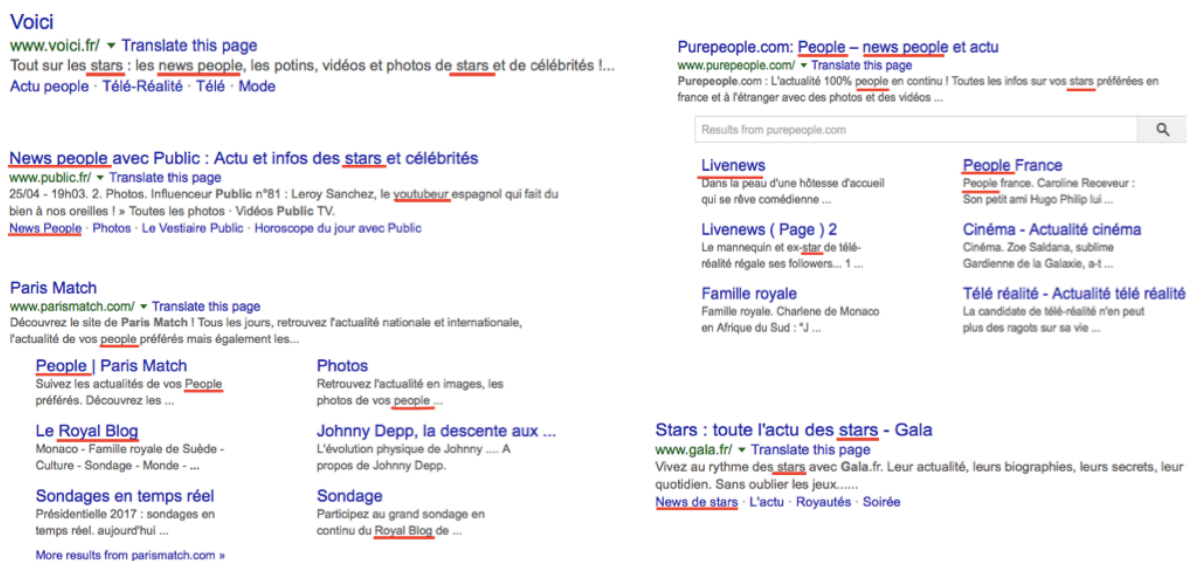 Voici
www.voici.fr/ ▾ Translate this page
Tout sur les stars : les news people, les potins, vidéos et photos de stars et de célébrités !...
Actu people · Télé-Réalité · Télé · Mode
News people avec Public : Actu et infos des stars et célébrités
www.public.fr/ ▾ Translate this page
25/04 - 19h03. 2. Photos. Influenceur Public n°81 : Leroy Sanchez, le youtubeur espagnol qui fait du
bien à nos oreilles ! » Toutes les photos · Vidéos Public TV.
News People · Photos · Le Vestiaire Public · Horoscope du jour avec Public
Paris Match
www.parismatch.com/ ▾ Translate this page
Découvrez le site de Paris Match ! Tous les jours, retrouvez l'actualité nationale et internationale,
l'actualité de vos people préférés mais également les...
People | Paris Match
Suivez les actualités de vos People
préférés. Découvrez les ...
Photos
Retrouvez l'actualité en images, les
photos de vos people ...
Le Royal Blog
Monaco - Famille royale de Suède -
Culture - Sondage - Monde - ...
Johnny Depp, la descente aux ...
L'évolution physique de Johnny .... A
propos de Johnny Depp.
Sondages en temps réel
Présidentielle 2017 : sondages en
temps réel. aujourd'hui ...
Sondage
Participez au grand sondage en
continu du Royal Blog de ...
More results from parismatch.com »
Purepeople.com: People – news people et actu
www.purepeople.com/ ▾ Translate this page
Purepeople.com : L'actualité 100% people en continu ! Toutes les infos sur vos stars préférées en
france et à l'étranger avec des photos et des vidéos ...
Results from purepeople.com
Livenews
Dans la peau d'une hôtesse d'accueil
qui se rêve comédienne ...
People France
People france. Caroline Receveur :
Son petit ami Hugo Philip lui ...
Livenews ( Page ) 2
Le mannequin et ex-star de télé-
réalité régale ses followers... 1 ...
Cinéma - Actualité cinéma
Cinéma. Zoe Saldana, sublime
Gardienne de la Galaxie, a-t ...
Famille royale
Famille royale. Charlene de Monaco
en Afrique du Sud : "J ...
Télé réalité - Actualité télé réalité
La candidate de télé-réalité n'en peut
plus des ragots sur sa vie ...
Stars : toute l'actu des stars - Gala
www.gala.fr/ ▾ Translate this page
Vivez au rythme des stars avec Gala.fr. Leur actualité, leurs biographies, leurs secrets, leur
quotidien. Sans oublier les jeux......
News de stars · L'actu · Royautés · Soirée